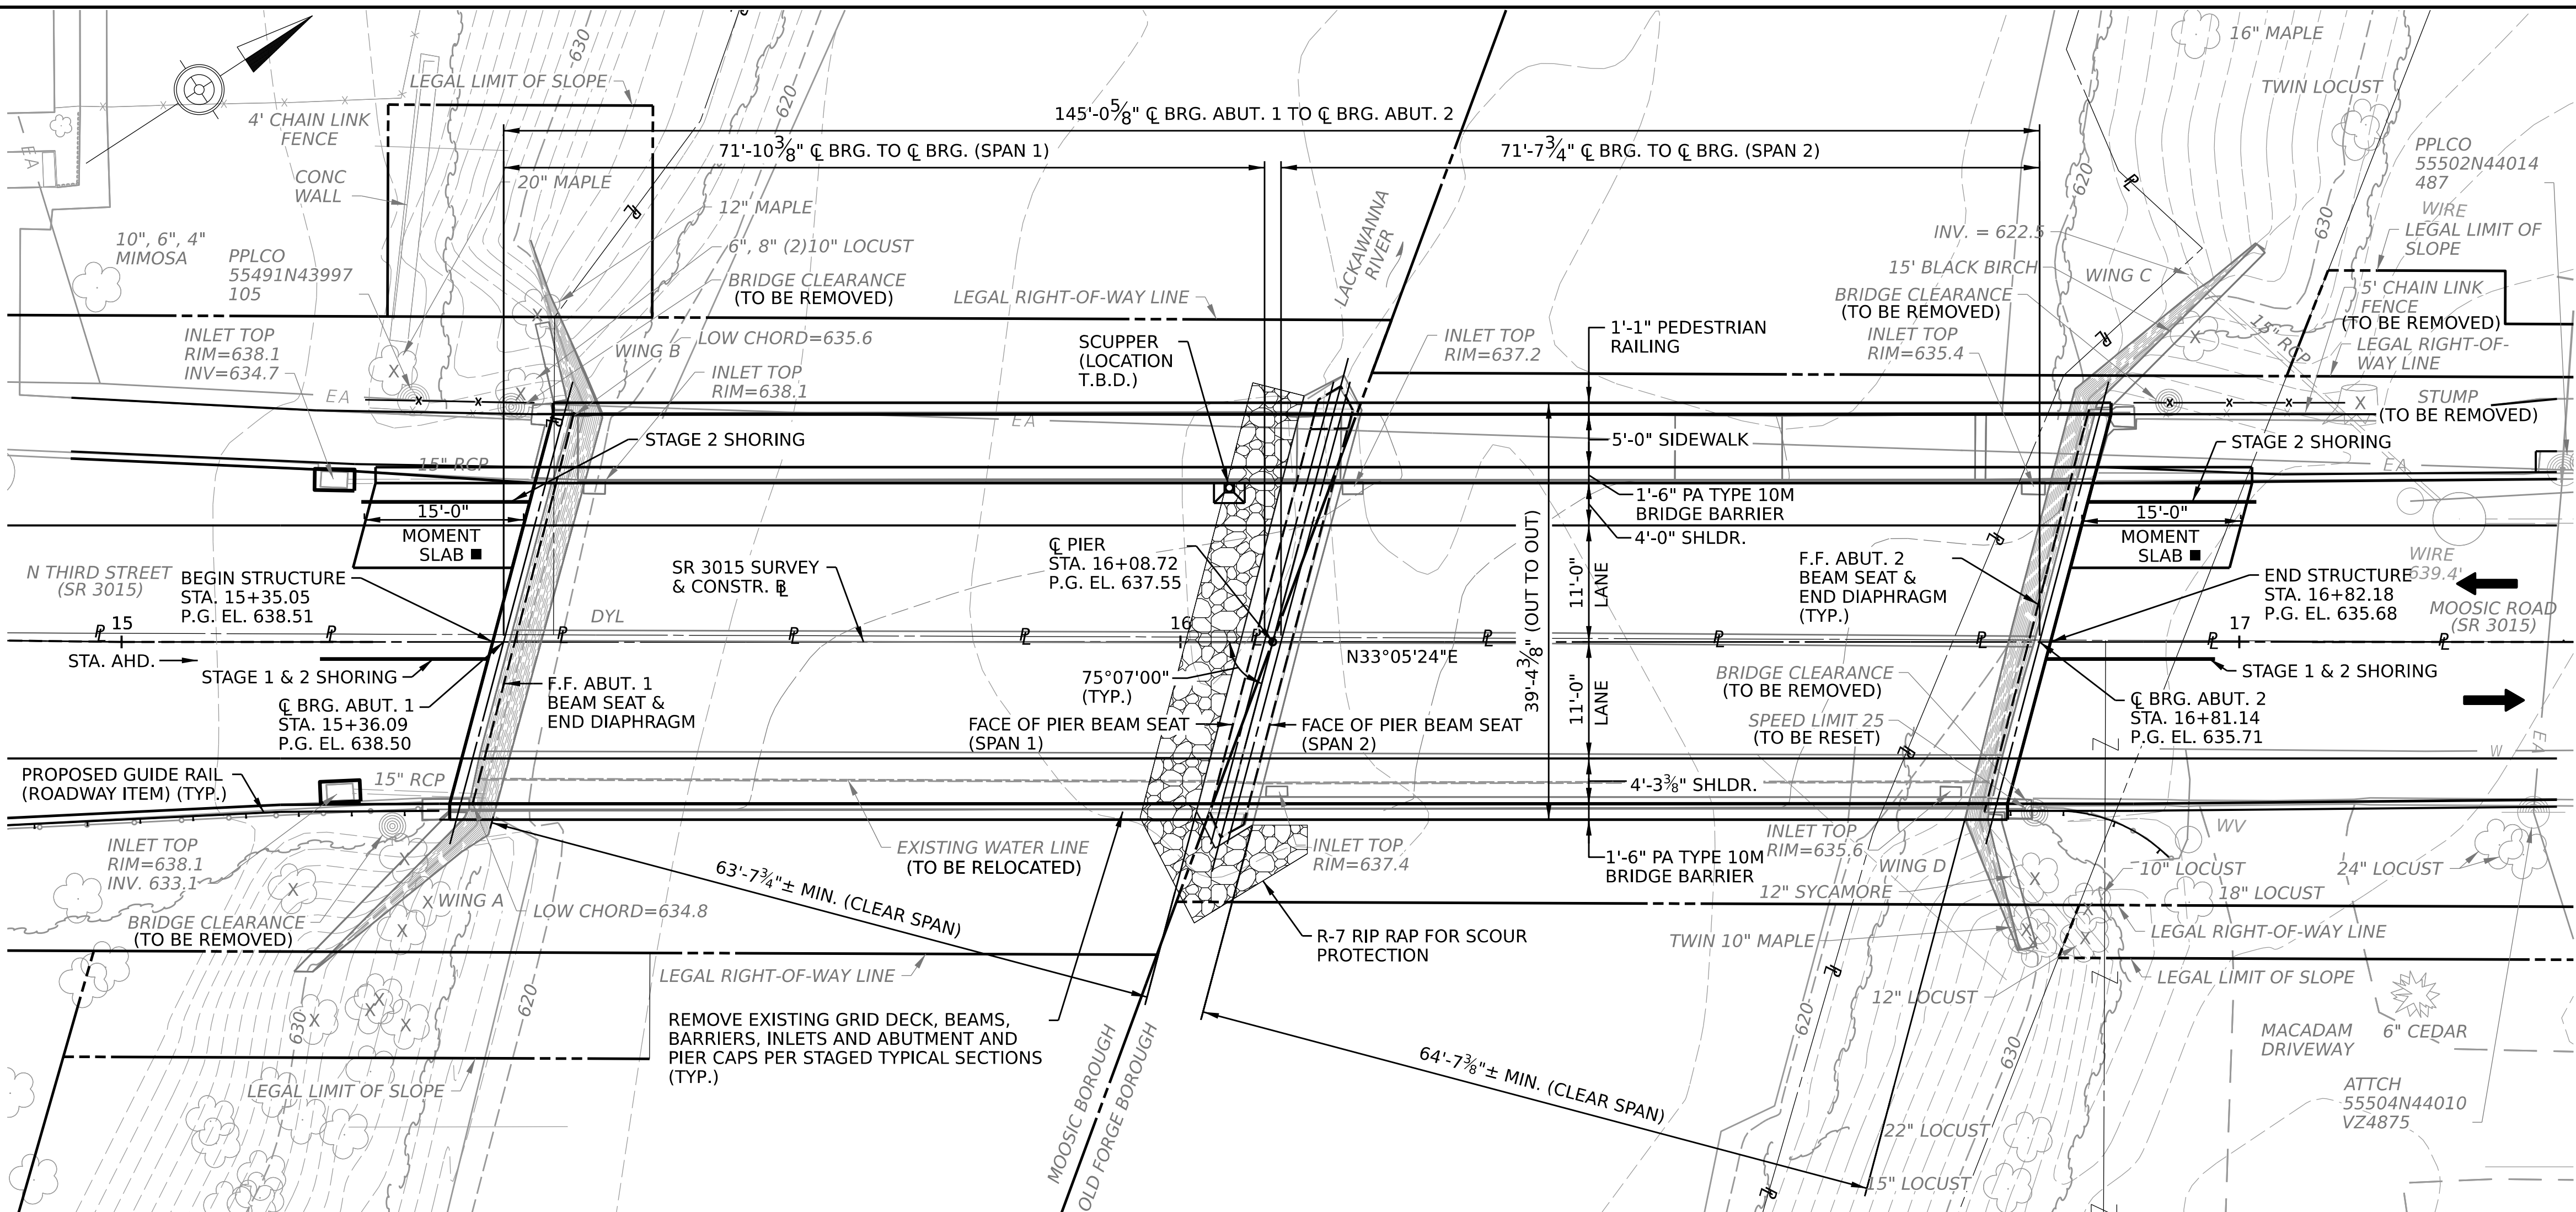 630
LEGAL LIMIT OF SLOPE
620
4' CHAIN LINK
FENCE
CONC
WALL
20" MAPLE
12" MAPLE
10", 6", 4"
MIMOSA
PPLCO
55491N43997
105
6", 8" (2)10" LOCUST
BRIDGE CLEARANCE
(TO BE REMOVED)
145'-0⅝" ℄ BRG. ABUT. 1 TO ℄ BRG. ABUT. 2
71'-10⅜" ℄ BRG. TO ℄ BRG. (SPAN 1)
71'-7¾" ℄ BRG. TO ℄ BRG. (SPAN 2)
16" MAPLE
TWIN LOCUST
PPLCO
55502N44014
487
WIRE
LEGAL LIMIT OF
SLOPE
620
630
INV. = 622.5
15' BLACK BIRCH
WING C
BRIDGE CLEARANCE
(TO BE REMOVED)
INLET TOP
RIM=635.4
5' CHAIN LINK
FENCE
(TO BE REMOVED)
15" RCP
LEGAL RIGHT-OF-
WAY LINE
STUMP
(TO BE REMOVED)
LACKAWANNA
RIVER
LEGAL RIGHT-OF-WAY LINE
INLET TOP
RIM=638.1
INV=634.7
WING B
LOW CHORD=635.6
INLET TOP
RIM=638.1
SCUPPER
(LOCATION
T.B.D.)
INLET TOP
RIM=637.2
1'-1" PEDESTRIAN
RAILING
EA
EA
EA
EA
EA
15" RCP
STAGE 2 SHORING
5'-0" SIDEWALK
STAGE 2 SHORING
15'-0"
MOMENT
SLAB ■
1'-6" PA TYPE 10M
BRIDGE BARRIER
4'-0" SHLDR.
39'-4⅜" (OUT TO OUT)
11'-0"
LANE
15'-0"
MOMENT
SLAB ■
WIRE
639.4'
N THIRD STREET
(SR 3015)
BEGIN STRUCTURE
STA. 15+35.05
P.G. EL. 638.51
SR 3015 SURVEY
& CONSTR. B
L
℄ PIER
STA. 16+08.72
P.G. EL. 637.55
F.F. ABUT. 2
BEAM SEAT &
END DIAPHRAGM
(TYP.)
END STRUCTURE
STA. 16+82.18
P.G. EL. 635.68
MOOSIC ROAD
(SR 3015)
15
DYL
16
17
STA. AHD.
N33°05'24"E
STAGE 1 & 2 SHORING
75°07'00"
(TYP.)
STAGE 1 & 2 SHORING
℄ BRG. ABUT. 1
STA. 15+36.09
P.G. EL. 638.50
F.F. ABUT. 1
BEAM SEAT &
END DIAPHRAGM
FACE OF PIER BEAM SEAT
(SPAN 1)
FACE OF PIER BEAM SEAT
(SPAN 2)
11'-0"
LANE
BRIDGE CLEARANCE
(TO BE REMOVED)
SPEED LIMIT 25
(TO BE RESET)
℄ BRG. ABUT. 2
STA. 16+81.14
P.G. EL. 635.71
W
PROPOSED GUIDE RAIL
(ROADWAY ITEM) (TYP.)
15" RCP
4'-3⅜" SHLDR.
INLET TOP
RIM=638.1
INV. 633.1
EXISTING WATER LINE
(TO BE RELOCATED)
INLET TOP
RIM=637.4
1'-6" PA TYPE 10M
BRIDGE BARRIER
INLET TOP
RIM=635.6
WING D
WV
10" LOCUST
24" LOCUST
18" LOCUST
12" SYCAMORE
63'-7¾"± MIN. (CLEAR SPAN)
WING A
LOW CHORD=634.8
BRIDGE CLEARANCE
(TO BE REMOVED)
R-7 RIP RAP FOR SCOUR
PROTECTION
TWIN 10" MAPLE
LEGAL RIGHT-OF-WAY LINE
LEGAL RIGHT-OF-WAY LINE
LEGAL LIMIT OF SLOPE
12" LOCUST
620
630
620
630
REMOVE EXISTING GRID DECK, BEAMS,
BARRIERS, INLETS AND ABUTMENT AND
PIER CAPS PER STAGED TYPICAL SECTIONS
(TYP.)
MOOSIC BOROUGH
OLD FORGE BOROUGH
64'-7⅜"± MIN. (CLEAR SPAN)
MACADAM
DRIVEWAY
6" CEDAR
LEGAL LIMIT OF SLOPE
ATTCH
55504N44010
VZ4875
22" LOCUST
15" LOCUST